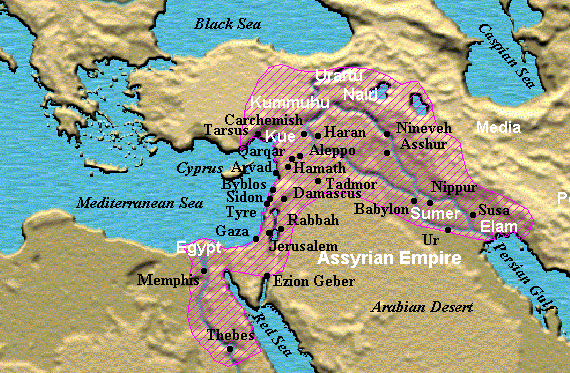 Black Sea
Caspian Sea
Urartu
Naid
Kummuhu
Carchemish
Tarsus
Kue
Haran
Nineveh
Media
Asshur
Qarqar
Aleppo
Cyprus
Arvad
Hamath
Byblos
Tadmor
Sidon
Damascus
Nippur
Mediterranean Sea
Tyre
Babylon
Sumer
Susa
Elam
Rabbah
Gaza
Ur
Jerusalem
Egypt
Assyrian Empire
Persian Gulf
Memphis
Ezion Geber
Arabian Desert
Red Sea
Thebes